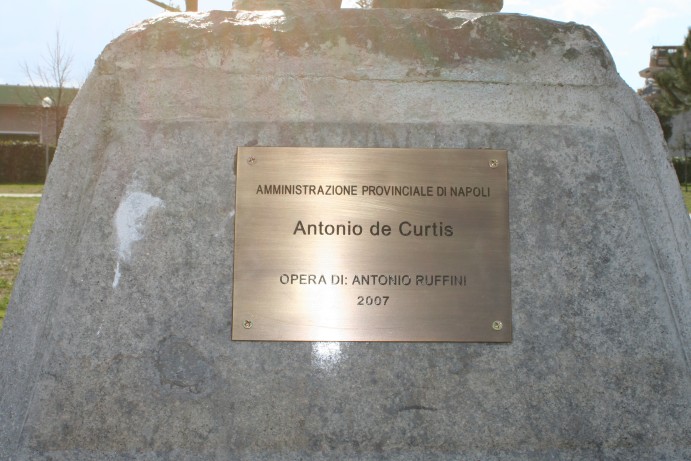 AMMINISTRAZIONE PROVINCIALE DI NAPOLI
Antonio de Curtis
OPERA DI: ANTONIO RUFFINI
2007